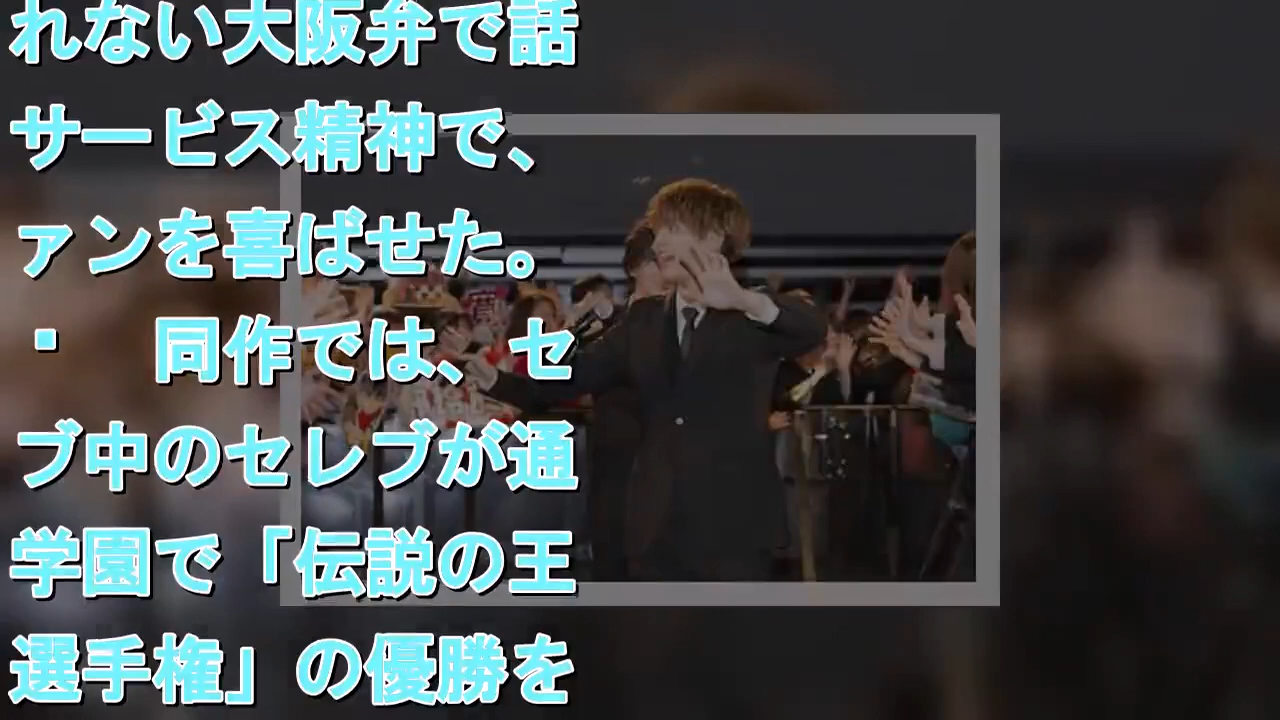 れない大阪弁で話
サービス精神で、
ァンを喜ばせた。
・　同作では、セ
ブ中のセレブが通
学園で「伝説の王
選手権」の優勝を